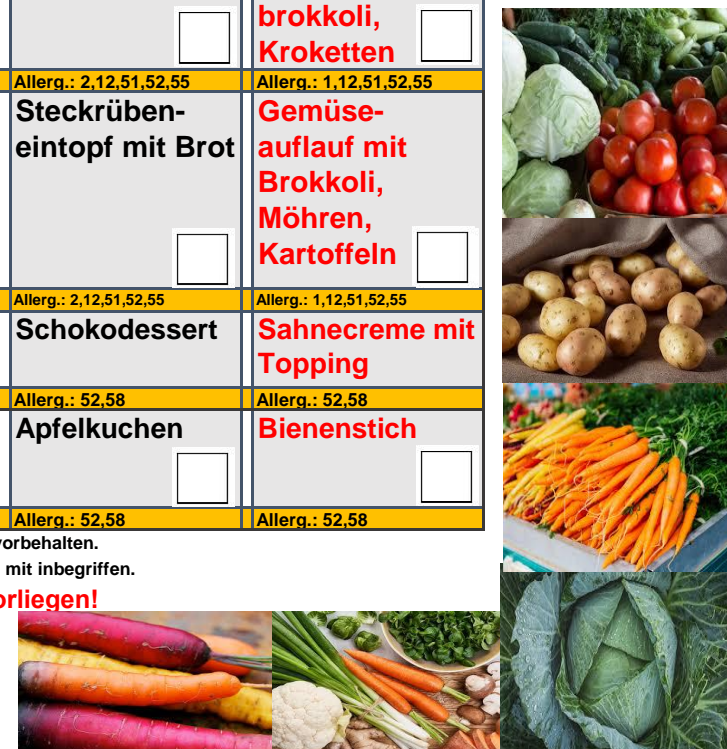 brokkoli,
Kroketten
Allerg.: 2,12,51,52,55
Allerg.: 1,12,51,52,55
Steckrüben-
eintopf mit Brot
Gemüse-
auflauf mit
Brokkoli,
Möhren,
Kartoffeln
Allerg.: 2,12,51,52,55
Allerg.: 1,12,51,52,55
Schokodessert
Sahnecreme mit
Topping
Allerg.: 52,58
Allerg.: 52,58
Apfelkuchen
Bienenstich
Allerg.: 52,58
Allerg.: 52,58
vorbehalten.
mit inbegriffen.
orliegen!